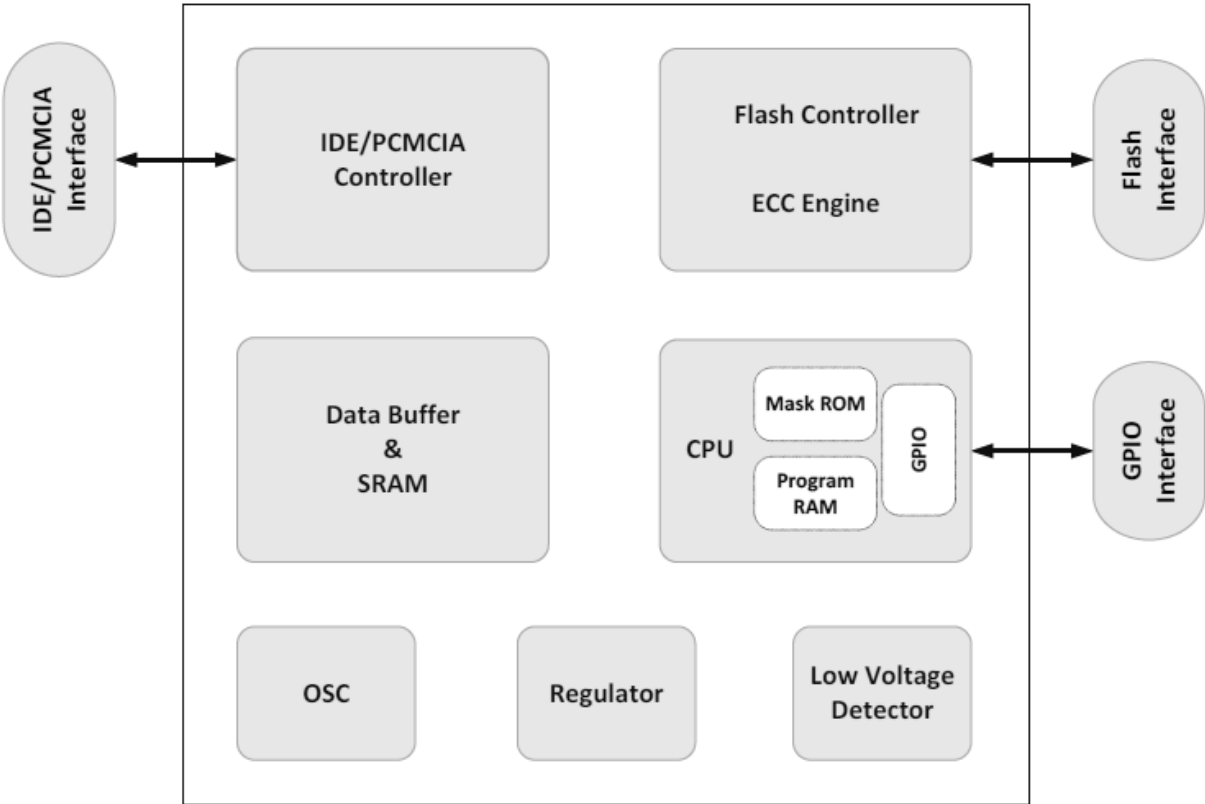 IDE/PCMCIA
Interface
IDE/PCMCIA
Controller
Flash Controller
ECC Engine
Flash
Interface
Data Buffer
&
SRAM
CPU
Mask ROM
Program
RAM
GPIO
GPIO
Interface
OSC
Regulator
Low Voltage
Detector